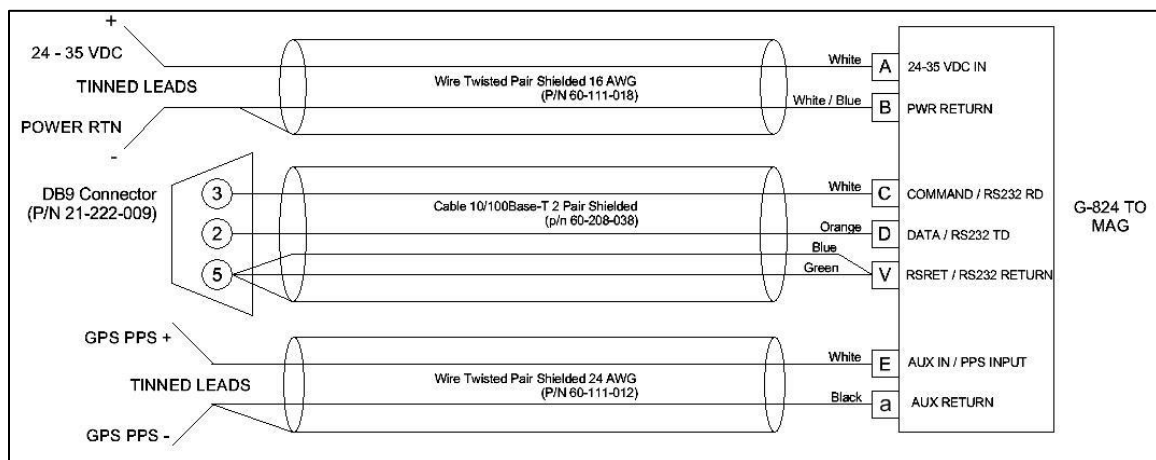 +
24 - 35 VDC
TINNED LEADS
POWER RTN
-
Wire Twisted Pair Shielded 16 AWG
(P/N 60-111-018)
White
A
24-35 VDC IN
White / Blue
B
PWR RETURN
DB9 Connector
(P/N 21-222-009)
3
2
5
Cable 10/100Base-T 2 Pair Shielded
(p/n 60-208-038)
White
C
COMMAND / RS232 RD
Orange
D
DATA / RS232 TD
Blue
Green
V
RSRET / RS232 RETURN
G-824 TO
MAG
GPS PPS +
TINNED LEADS
GPS PPS -
Wire Twisted Pair Shielded 24 AWG
(P/N 60-111-012)
White
E
AUX IN / PPS INPUT
Black
a
AUX RETURN